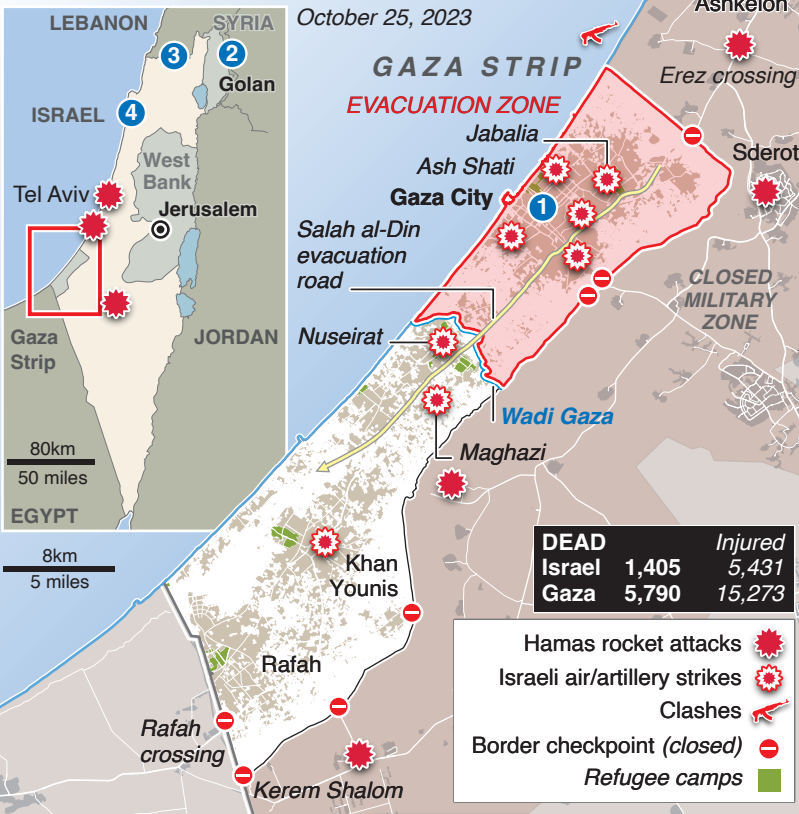 LEBANON
SYRIA
3
2
Golan
4
ISRAEL
West
Bank
Tel Aviv
Jerusalem
Gaza
Strip
JORDAN
80km
50 miles
EGYPT
8km
5 miles
October 25, 2023
Ashkelon
GAZA STRIP
Erez crossing
EVACUATION ZONE
Jabalia
Sderot
Ash Shati
Gaza City
1
Salah al-Din
evacuation
road
CLOSED
MILITARY
ZONE
Nuseirat
Wadi Gaza
Maghazi
Khan
Younis
Rafah
Rafah
crossing
Kerem Shalom
DEAD Injured
Israel 1,405 5,431
Gaza 5,790 15,273
Hamas rocket attacks
Israeli air/artillery strikes
Clashes
Border checkpoint (closed)
Refugee camps